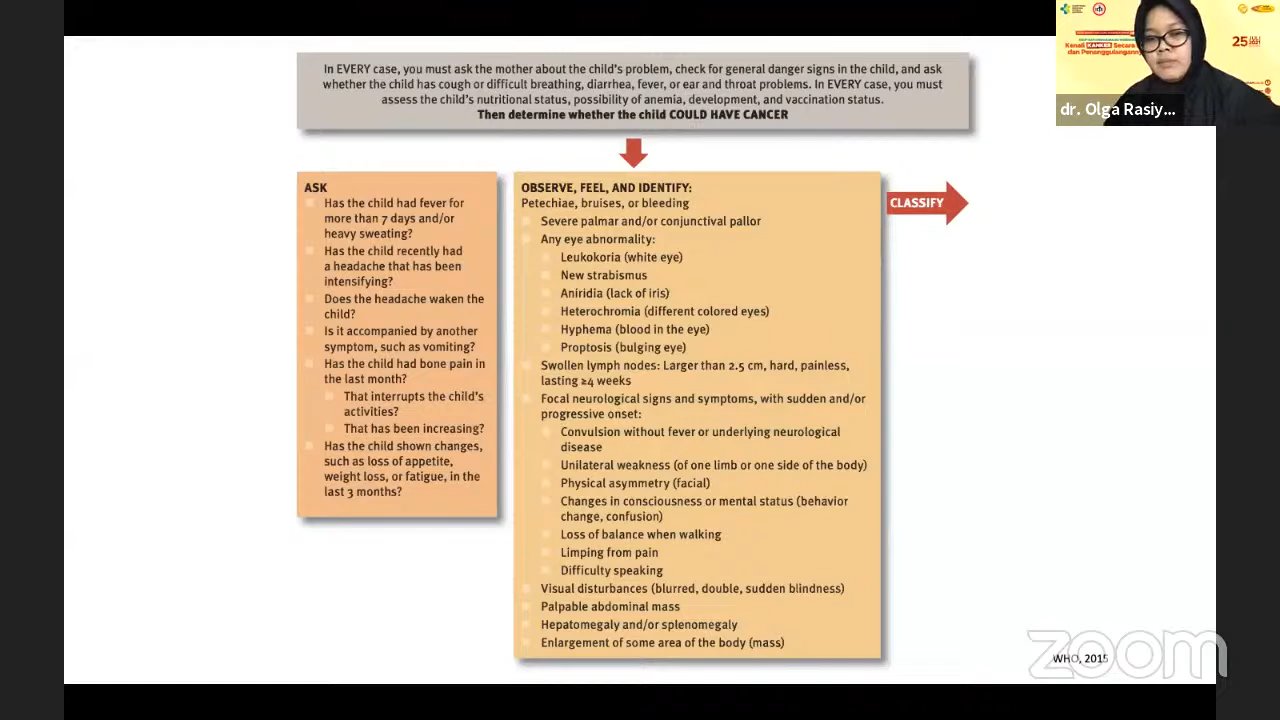 In EVERY case, you must ask the mother about the child's problem, check for general danger signs in the child, and ask
whether the child has cough or difficult breathing, diarrhea, fever, or ear and throat problems. In EVERY case, you must
assess the child's nutritional status, possibility of anemia, development, and vaccination status.
Then determine whether the child COULD HAVE CANCER
ASK
Has the child had fever for
more than 7 days and/or
heavy sweating?
Has the child recently had
a headache that has been
intensifying?
Does the headache waken the
child?
Is it accompanied by another
symptom, such as vomiting?
Has the child had bone pain in
the last month?
That interrupts the child's
activities?
That has been increasing?
Has the child shown changes,
such as loss of appetite,
weight loss, or fatigue, in the
last 3 months?
OBSERVE, FEEL, AND IDENTIFY:
Petechiae, bruises, or bleeding
Severe palmar and/or conjunctival pallor
Any eye abnormality:
Leukokoria (white eye)
New strabismus
Aniridia (lack of iris)
Heterochromia (different colored eyes)
Hyphema (blood in the eye)
Proptosis (bulging eye)
Swollen lymph nodes: Larger than 2.5 cm, hard, painless,
lasting ≥4 weeks
Focal neurological signs and symptoms, with sudden and/or
progressive onset:
Convulsion without fever or underlying neurological
disease
Unilateral weakness (of one limb or one side of the body)
Physical asymmetry (facial)
Changes in consciousness or mental status (behavior
change, confusion)
Loss of balance when walking
Limping from pain
Difficulty speaking
Visual disturbances (blurred, double, sudden blindness)
Palpable abdominal mass
Hepatomegaly and/or splenomegaly
Enlargement of some area of the body (mass)
CLASSIFY
Kenali KANKER Secara
dan Penanggulangann
25
dr. Olga Rasiy...
WHO, 2015
zoom